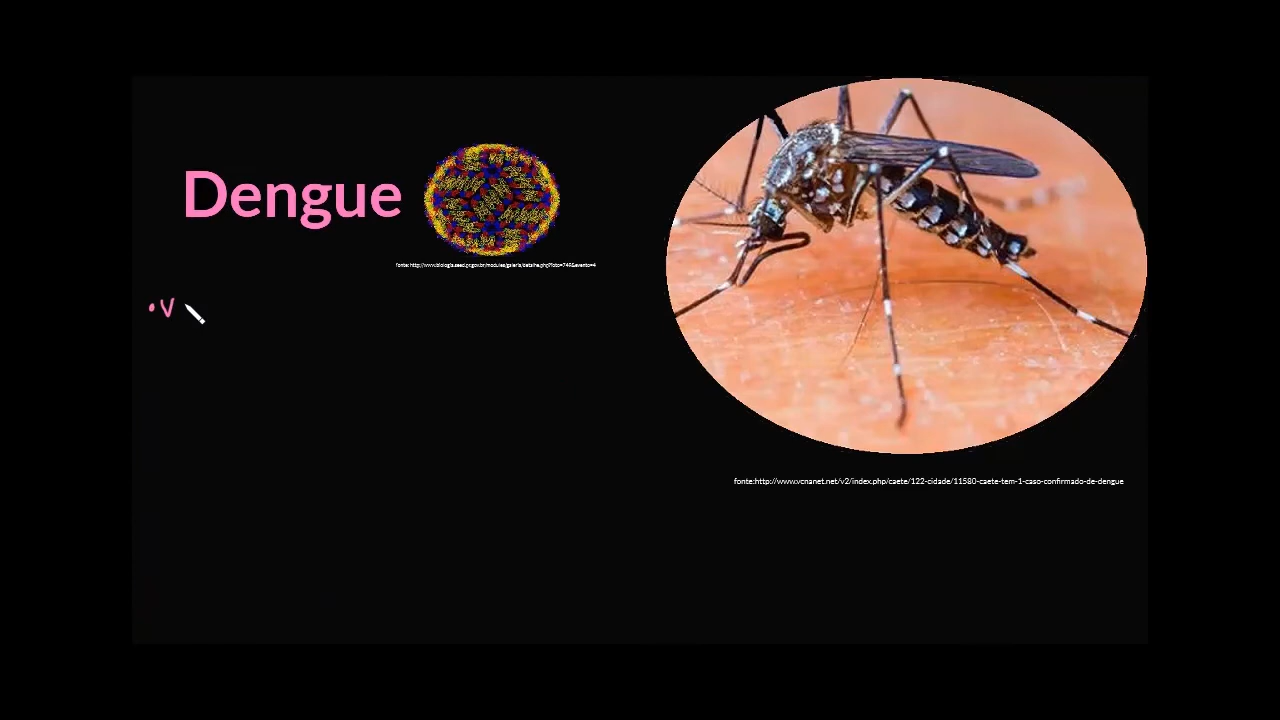 Dengue
•V
fonte:http://www.vcnanet.net/v2/index.php/caete/122-cidade/11580-caete-tem-1-caso-confirmado-de-dengue